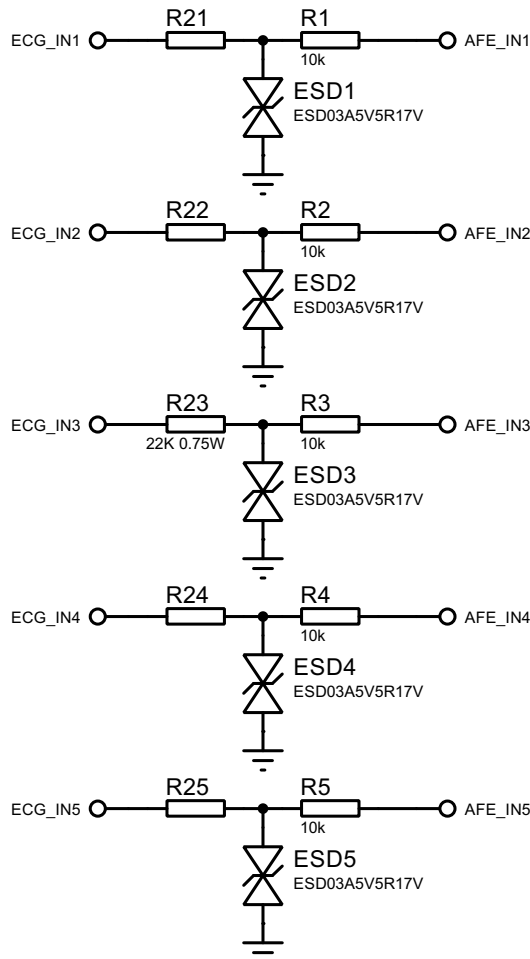 R21 R1
ECG_IN1 AFE_IN1
10k
ESD1
ESD03A5V5R17V
R22 R2
ECG_IN2 AFE_IN2
10k
ESD2
ESD03A5V5R17V
R23 R3
ECG_IN3 AFE_IN3
22K 0.75W 10k
ESD3
ESD03A5V5R17V
R24 R4
ECG_IN4 AFE_IN4
10k
ESD4
ESD03A5V5R17V
R25 R5
ECG_IN5 AFE_IN5
10k
ESD5
ESD03A5V5R17V